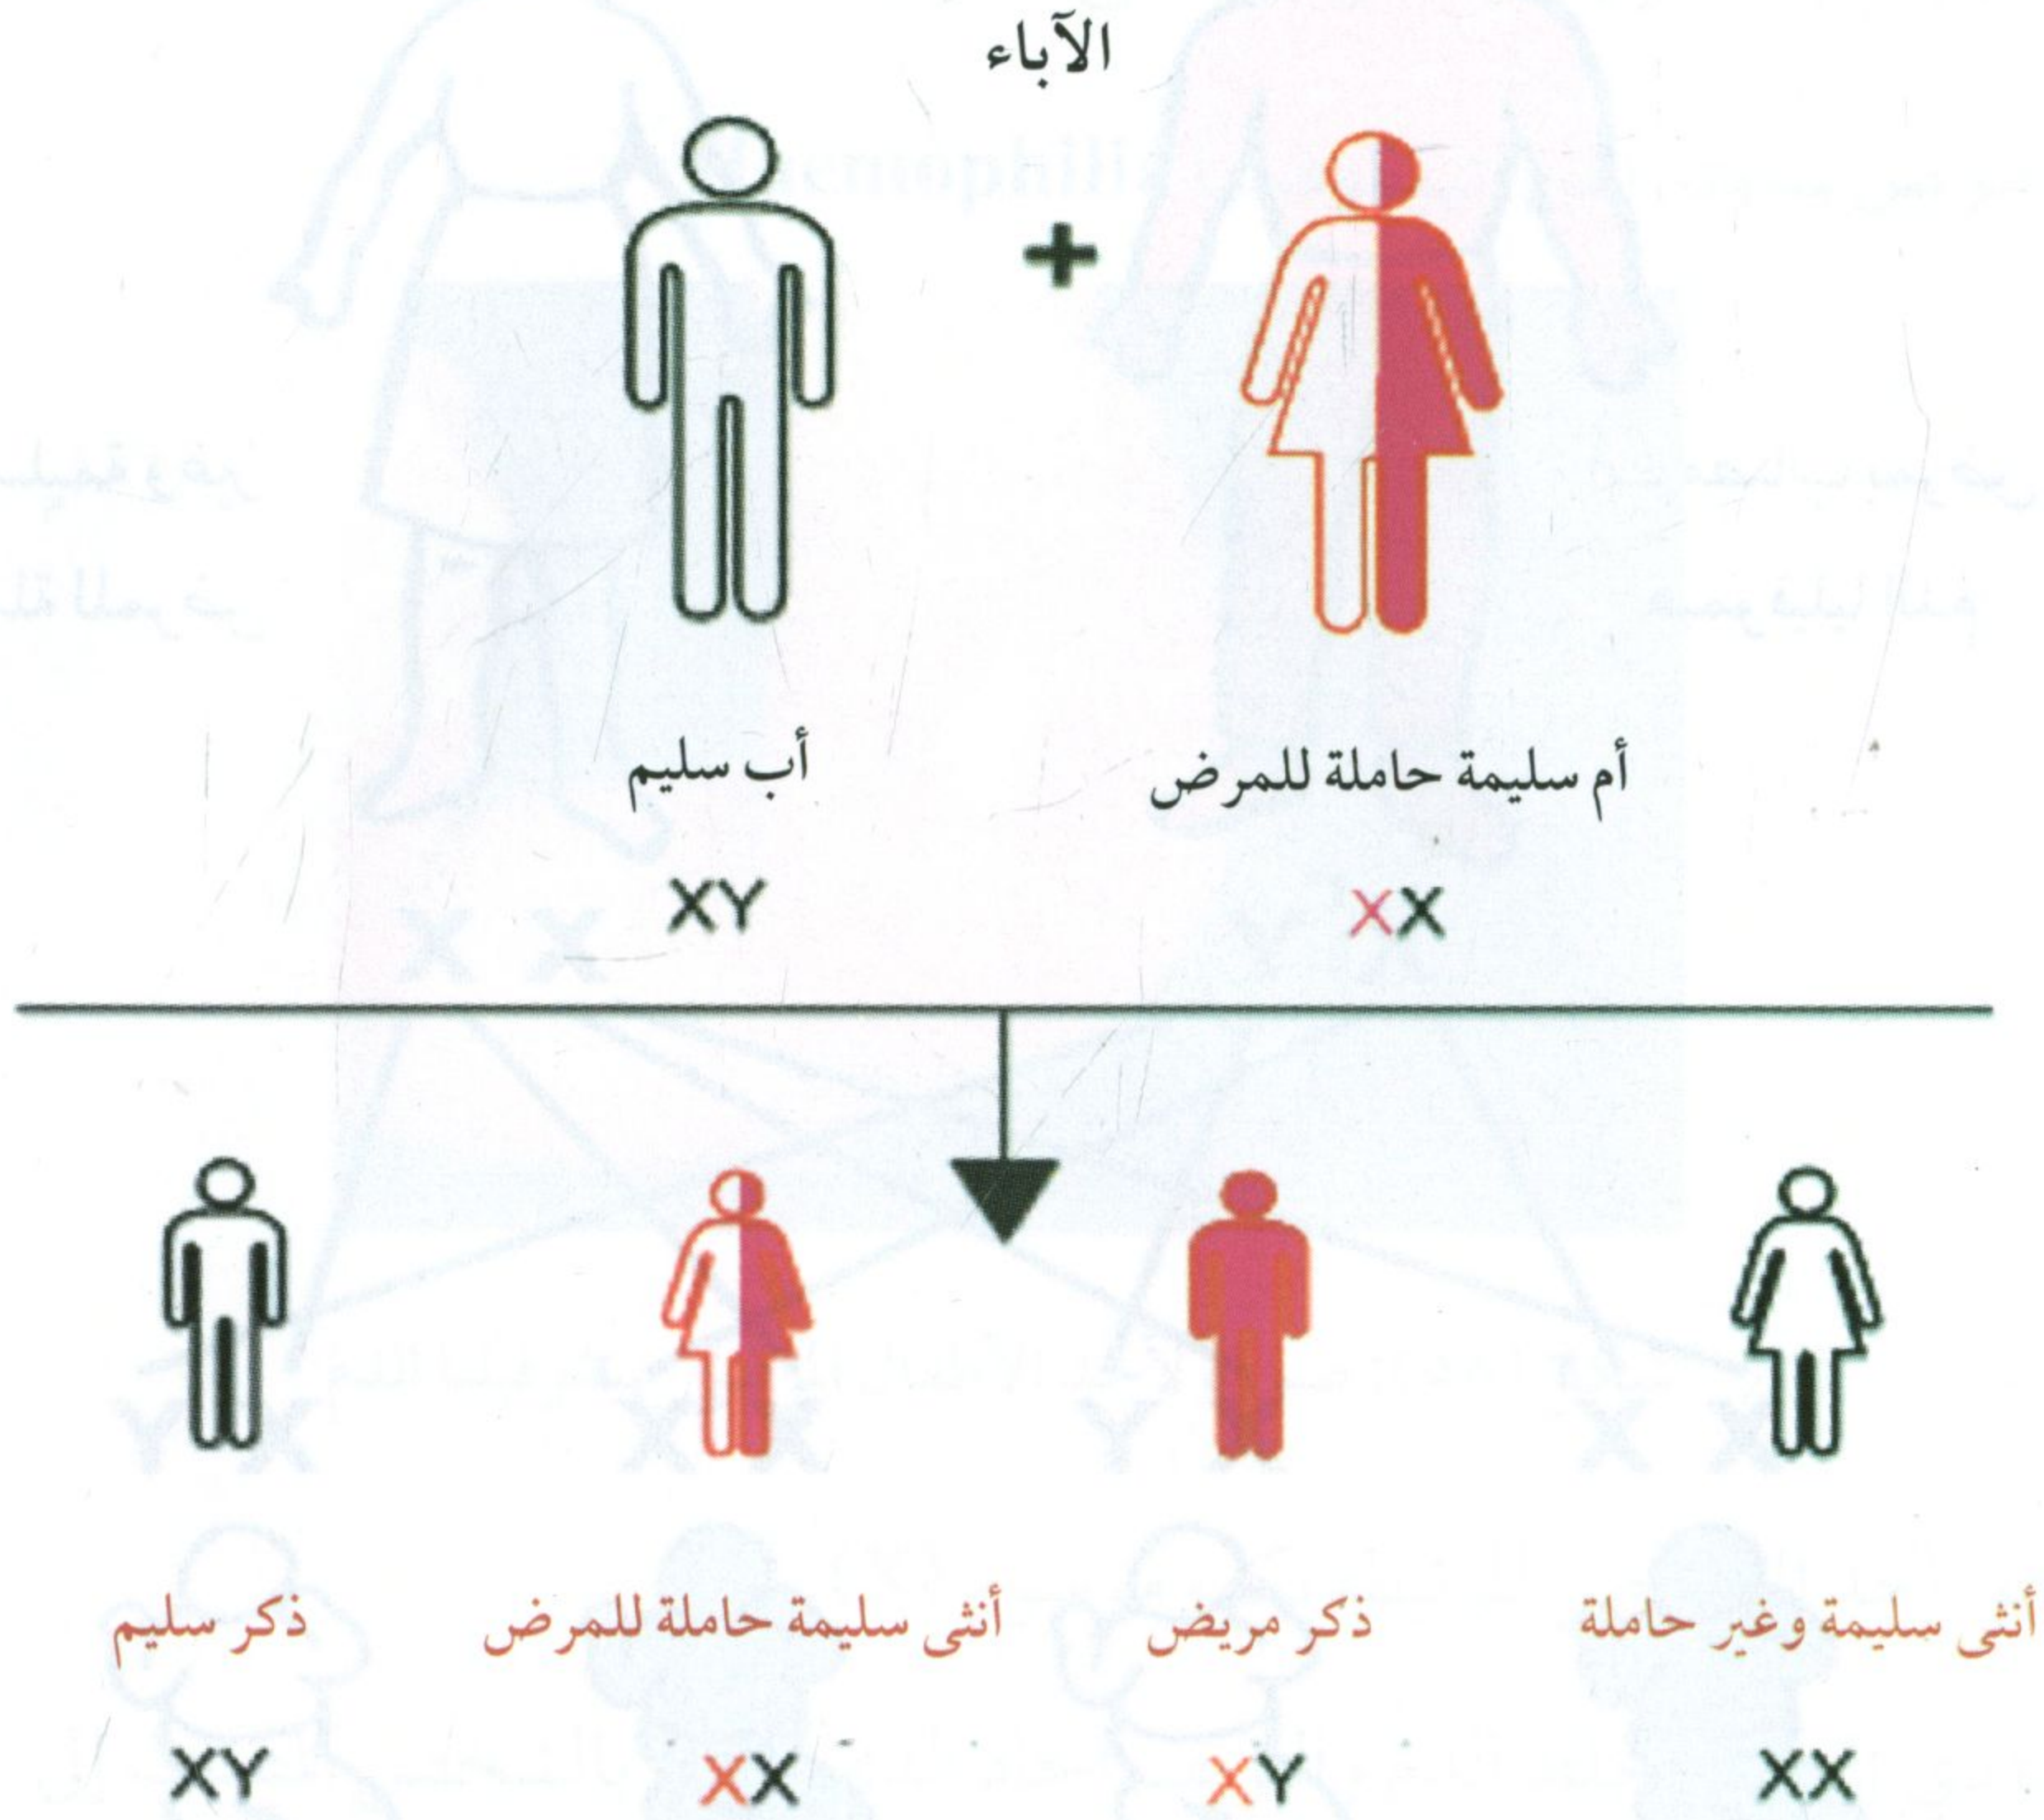 الآباء
+
أم سليمة حاملة للمرض
أب سليم
XX
XY
أنثى سليمة وغير حاملة
ذكر مريض
أنثى سليمة حاملة للمرض
ذكر سليم
XX
XY
XX
XY